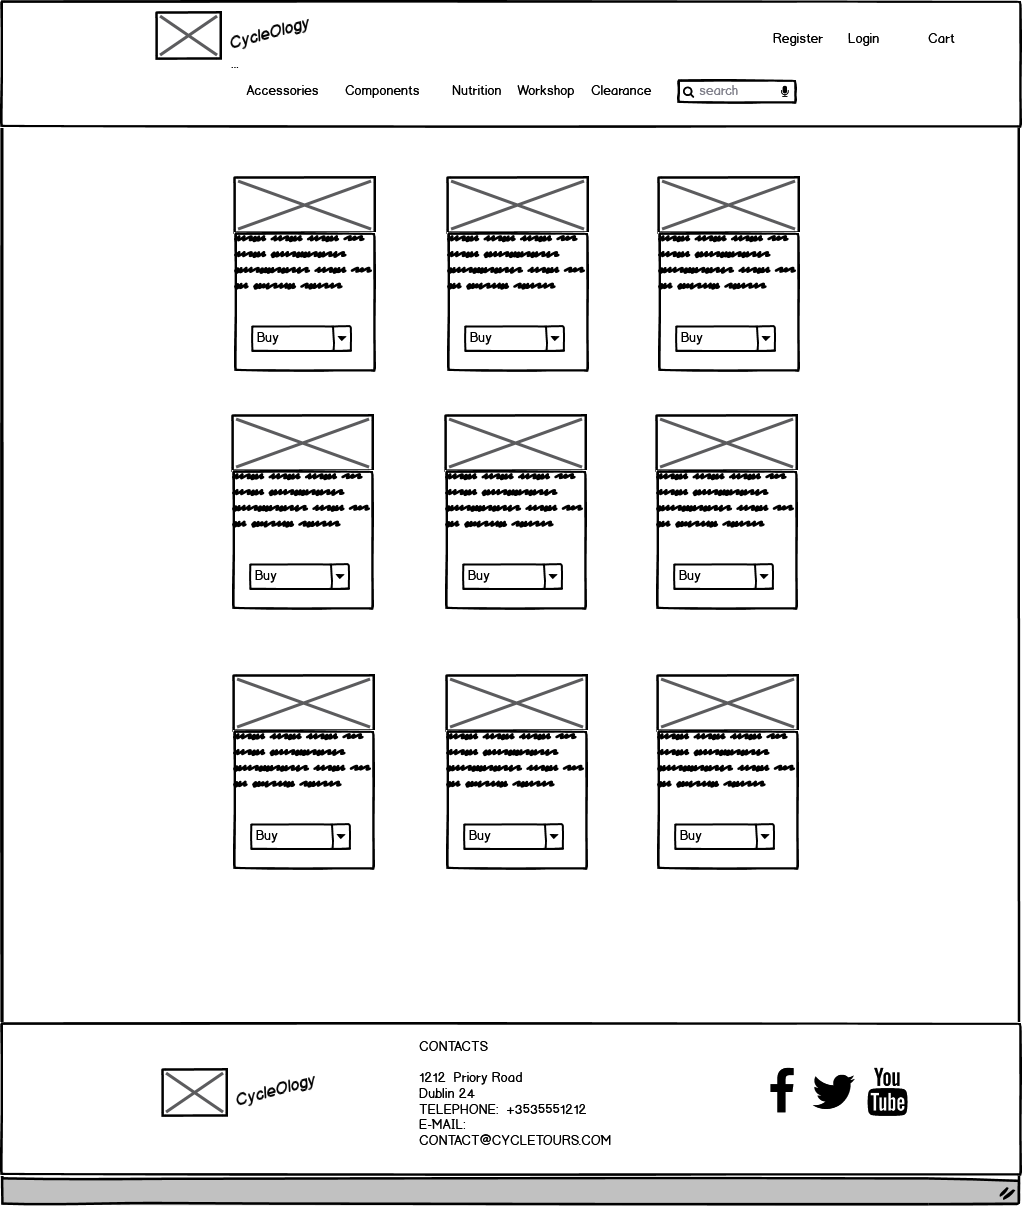 CycleOlogy
Register Login Cart
...
Accessories Components Nutrition Workshop Clearance search
Buy Buy Buy
Buy Buy Buy
Buy Buy Buy
CONTACTS
CycleOlogy
1212 Priory Road
Dublin 24
TELEPHONE: +3535551212
E-MAIL:
CONTACT@CYCLETOURS.COM
You
Tube